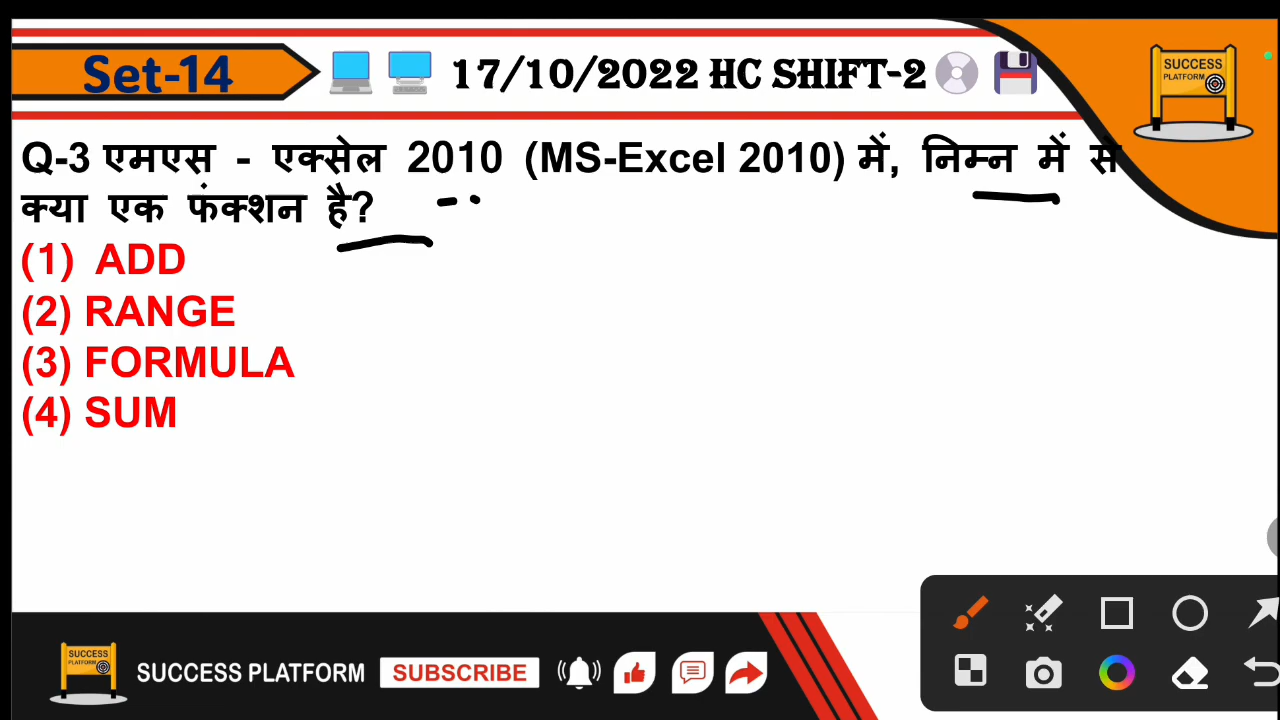 Set-14
17/10/2022 HC SHIFT-2
SUCCESS
PLATFORM
Q-3 एमएस - एक्सेल 2010 (MS-Excel 2010) में, निम्न में से
क्या एक फंक्शन है?
(1) ADD
(2) RANGE
(3) FORMULA
(4) SUM
SUCCESS
PLATFORM
SUCCESS PLATFORM
SUBSCRIBE